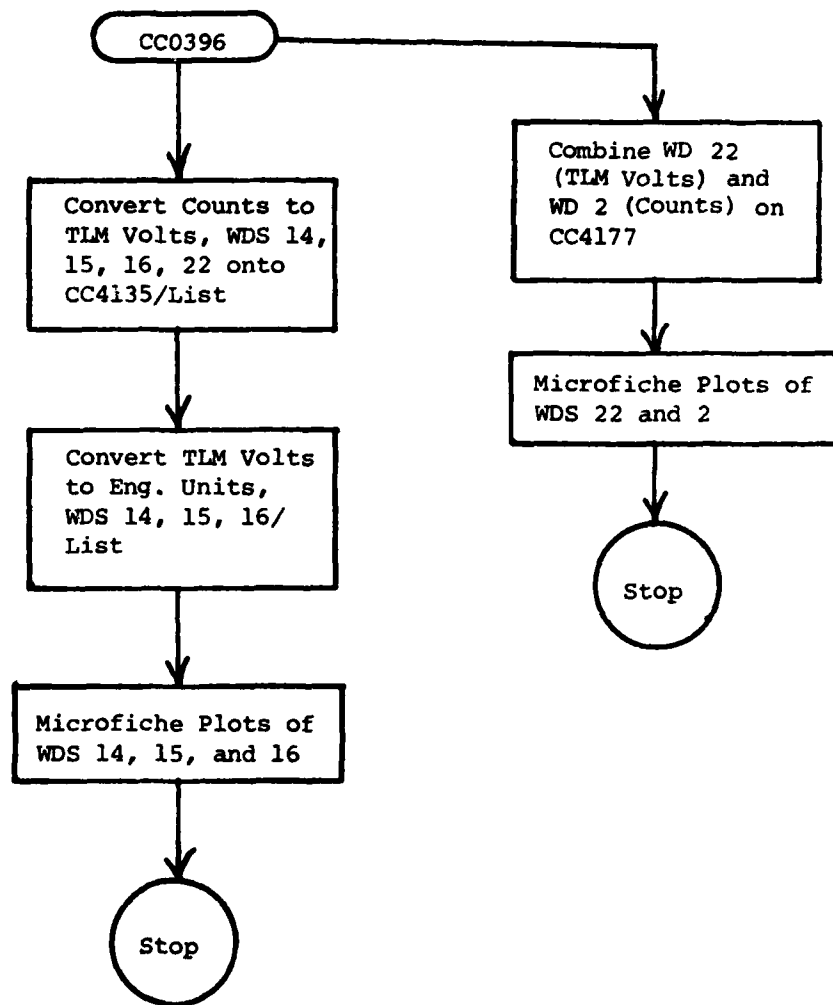 CC0396
Convert Counts to
TLM Volts, WDS 14,
15, 16, 22 onto
CC4135/List
Convert TLM Volts
to Eng. Units,
WDS 14, 15, 16/
List
Microfiche Plots of
WDS 14, 15, and 16
Stop
Combine WD 22
(TLM Volts) and
WD 2 (Counts) on
CC4177
Microfiche Plots of
WDS 22 and 2
Stop